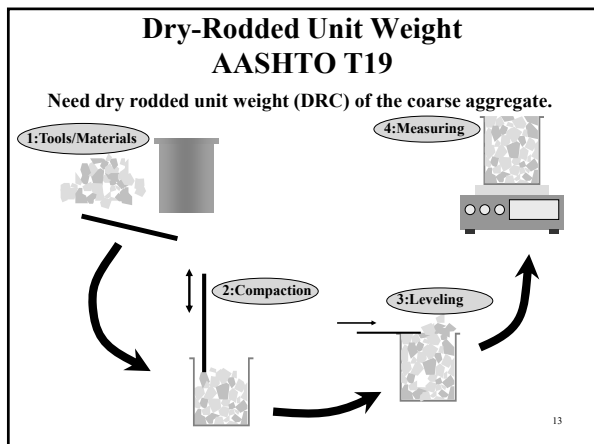 Dry-Rodded Unit Weight
AASHTO T19
Need dry rodded unit weight (DRC) of the coarse aggregate.
1:Tools/Materials
4:Measuring
2:Compaction
3:Leveling
13